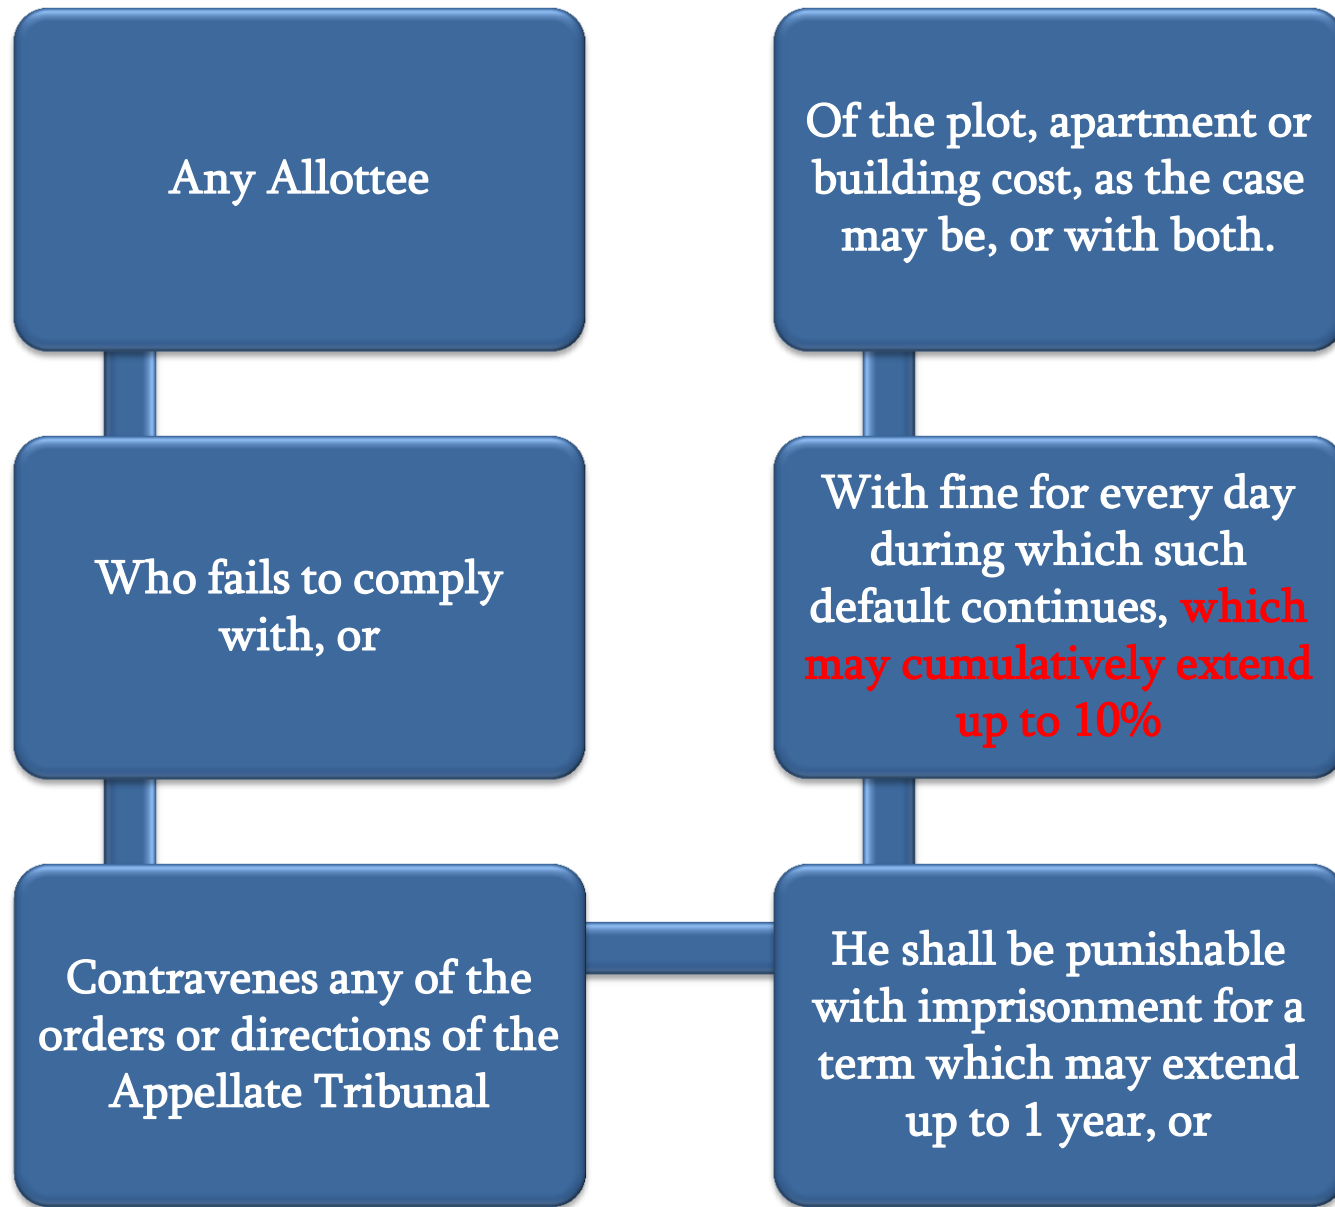 Any Allottee
Who fails to comply
with, or
Contravenes any of the
orders or directions of the
Appellate Tribunal
He shall be punishable
with imprisonment for a
term which may extend
up to 1 year, or
With fine for every day
during which such
default continues, which
may cumulatively extend
up to 10%
Of the plot, apartment or
building cost, as the case
may be, or with both.